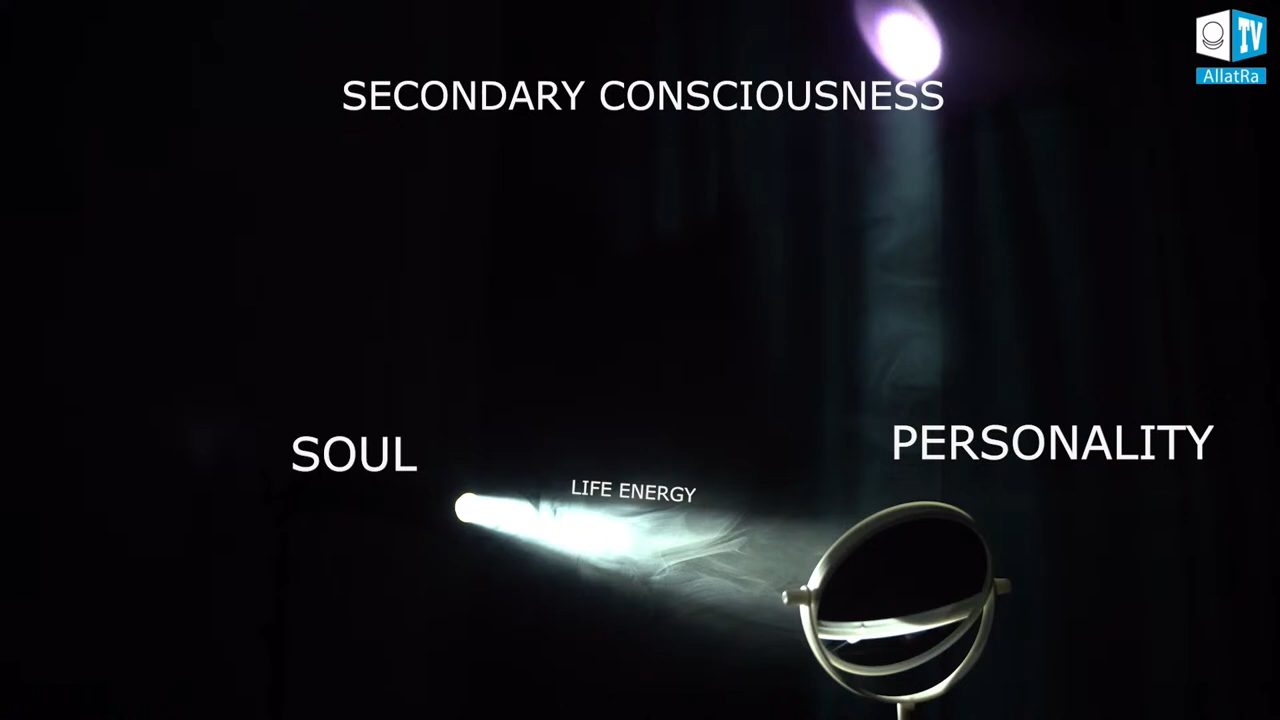 TV
AllatRa
SECONDARY CONSCIOUSNESS
SOUL
PERSONALITY
LIFE ENERGY